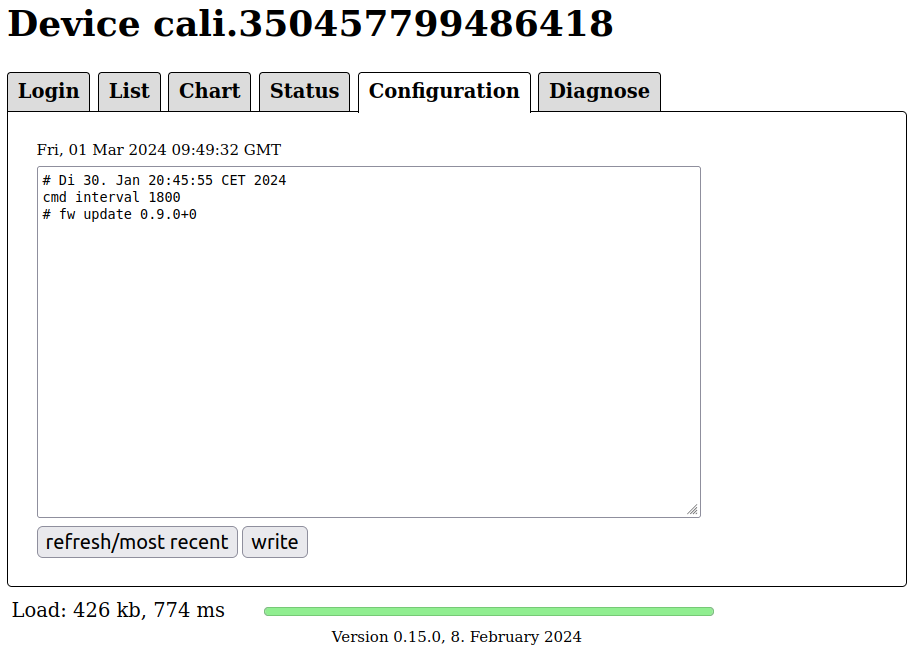 Device cali.350457799486418
Login List Chart Status Configuration Diagnose
Fri, 01 Mar 2024 09:49:32 GMT
# Di 30. Jan 20:45:55 CET 2024
cmd interval 1800
# fw update 0.9.0+0
refresh/most recent write
Load: 426 kb, 774 ms
Version 0.15.0, 8. February 2024